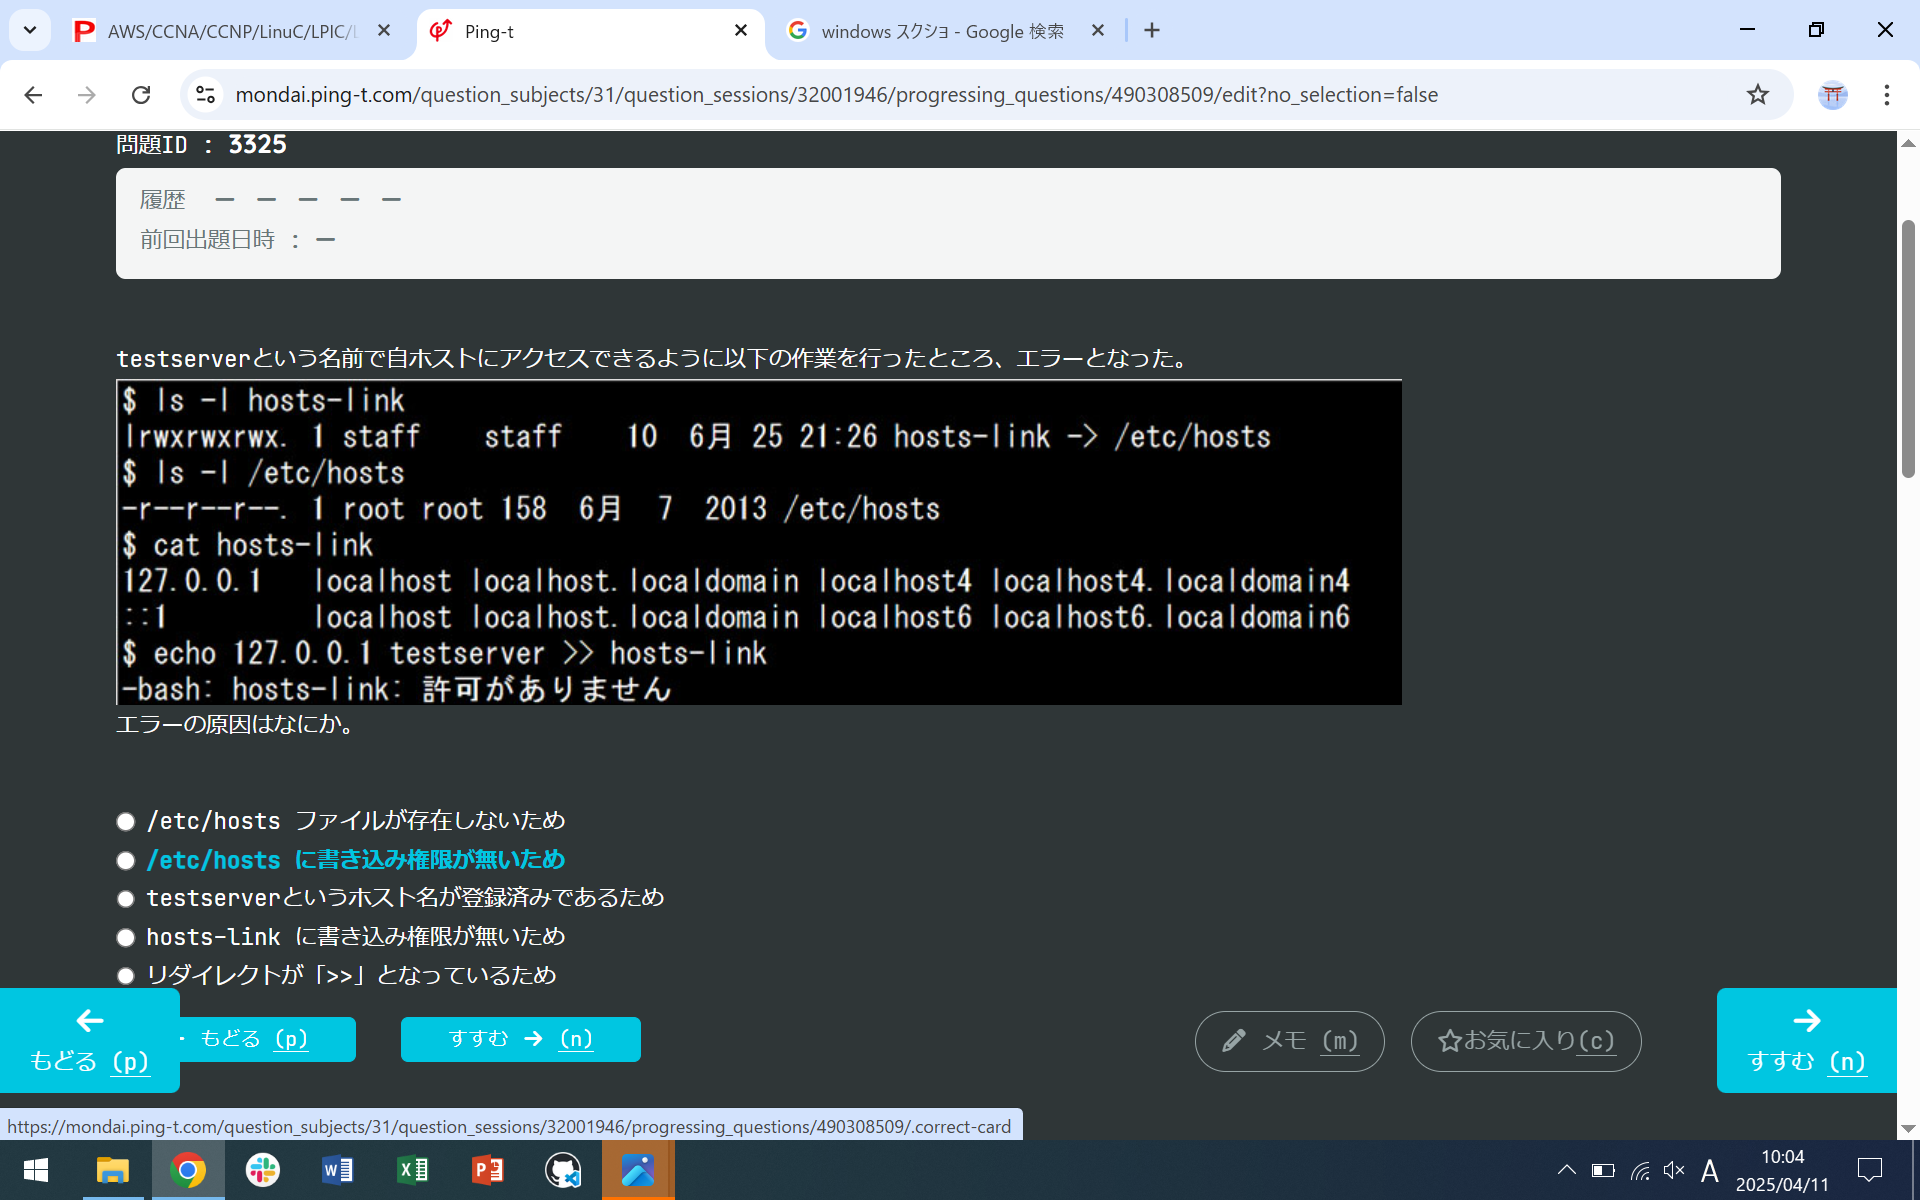 AWS/CCNA/CCNP/LinuC/LPIC/
Ping-t
windows スクショ - Google 検索
mondai.ping-t.com/question_subjects/31/question_sessions/32001946/progressing_questions/490308509/edit?no_selection=false
問題ID : 3325
履歴 ー ー ー ー ー
前回出題日時 : ー
testserverという名前で自ホストにアクセスできるように以下の作業を行ったところ、エラーとなった。
$ ls -l hosts-link
lrwxrwxrwx. 1 staff staff 10 6月 25 21:26 hosts-link -> /etc/hosts
$ ls -l /etc/hosts
-r--r--r--. 1 root root 158 6月 7 2013 /etc/hosts
$ cat hosts-link
127.0.0.1 localhost localhost.localdomain localhost4 localhost4.localdomain4
::1 localhost localhost.localdomain localhost6 localhost6.localdomain6
$ echo 127.0.0.1 testserver >> hosts-link
-bash: hosts-link: 許可がありません
エラーの原因はなにか。
/etc/hosts ファイルが存在しないため
/etc/hosts に書き込み権限が無いため
testserverというホスト名が登録済みであるため
hosts-link に書き込み権限が無いため
リダイレクトが「>>」となっているため
← もどる (p)
もどる (p)
すすむ → (n)
メモ (m)
お気に入り(c)
→ すすむ (n)
https://mondai.ping-t.com/question_subjects/31/question_sessions/32001946/progressing_questions/490308509/.correct-card
A
10:04
2025/04/11